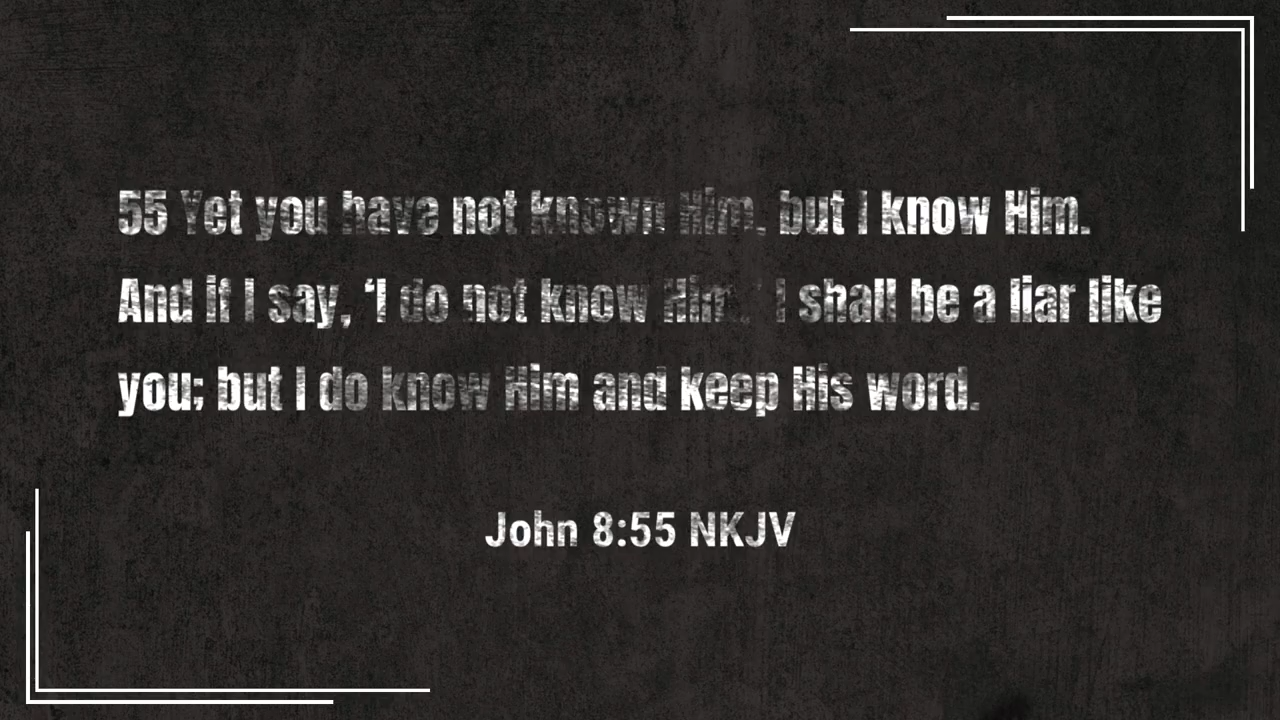 55 Yet you have not known Him, but I know Him.
And if I say, ‘I do not know Him,’ I shall be a liar like
you; but I do know Him and keep His word.
John 8:55 NKJV